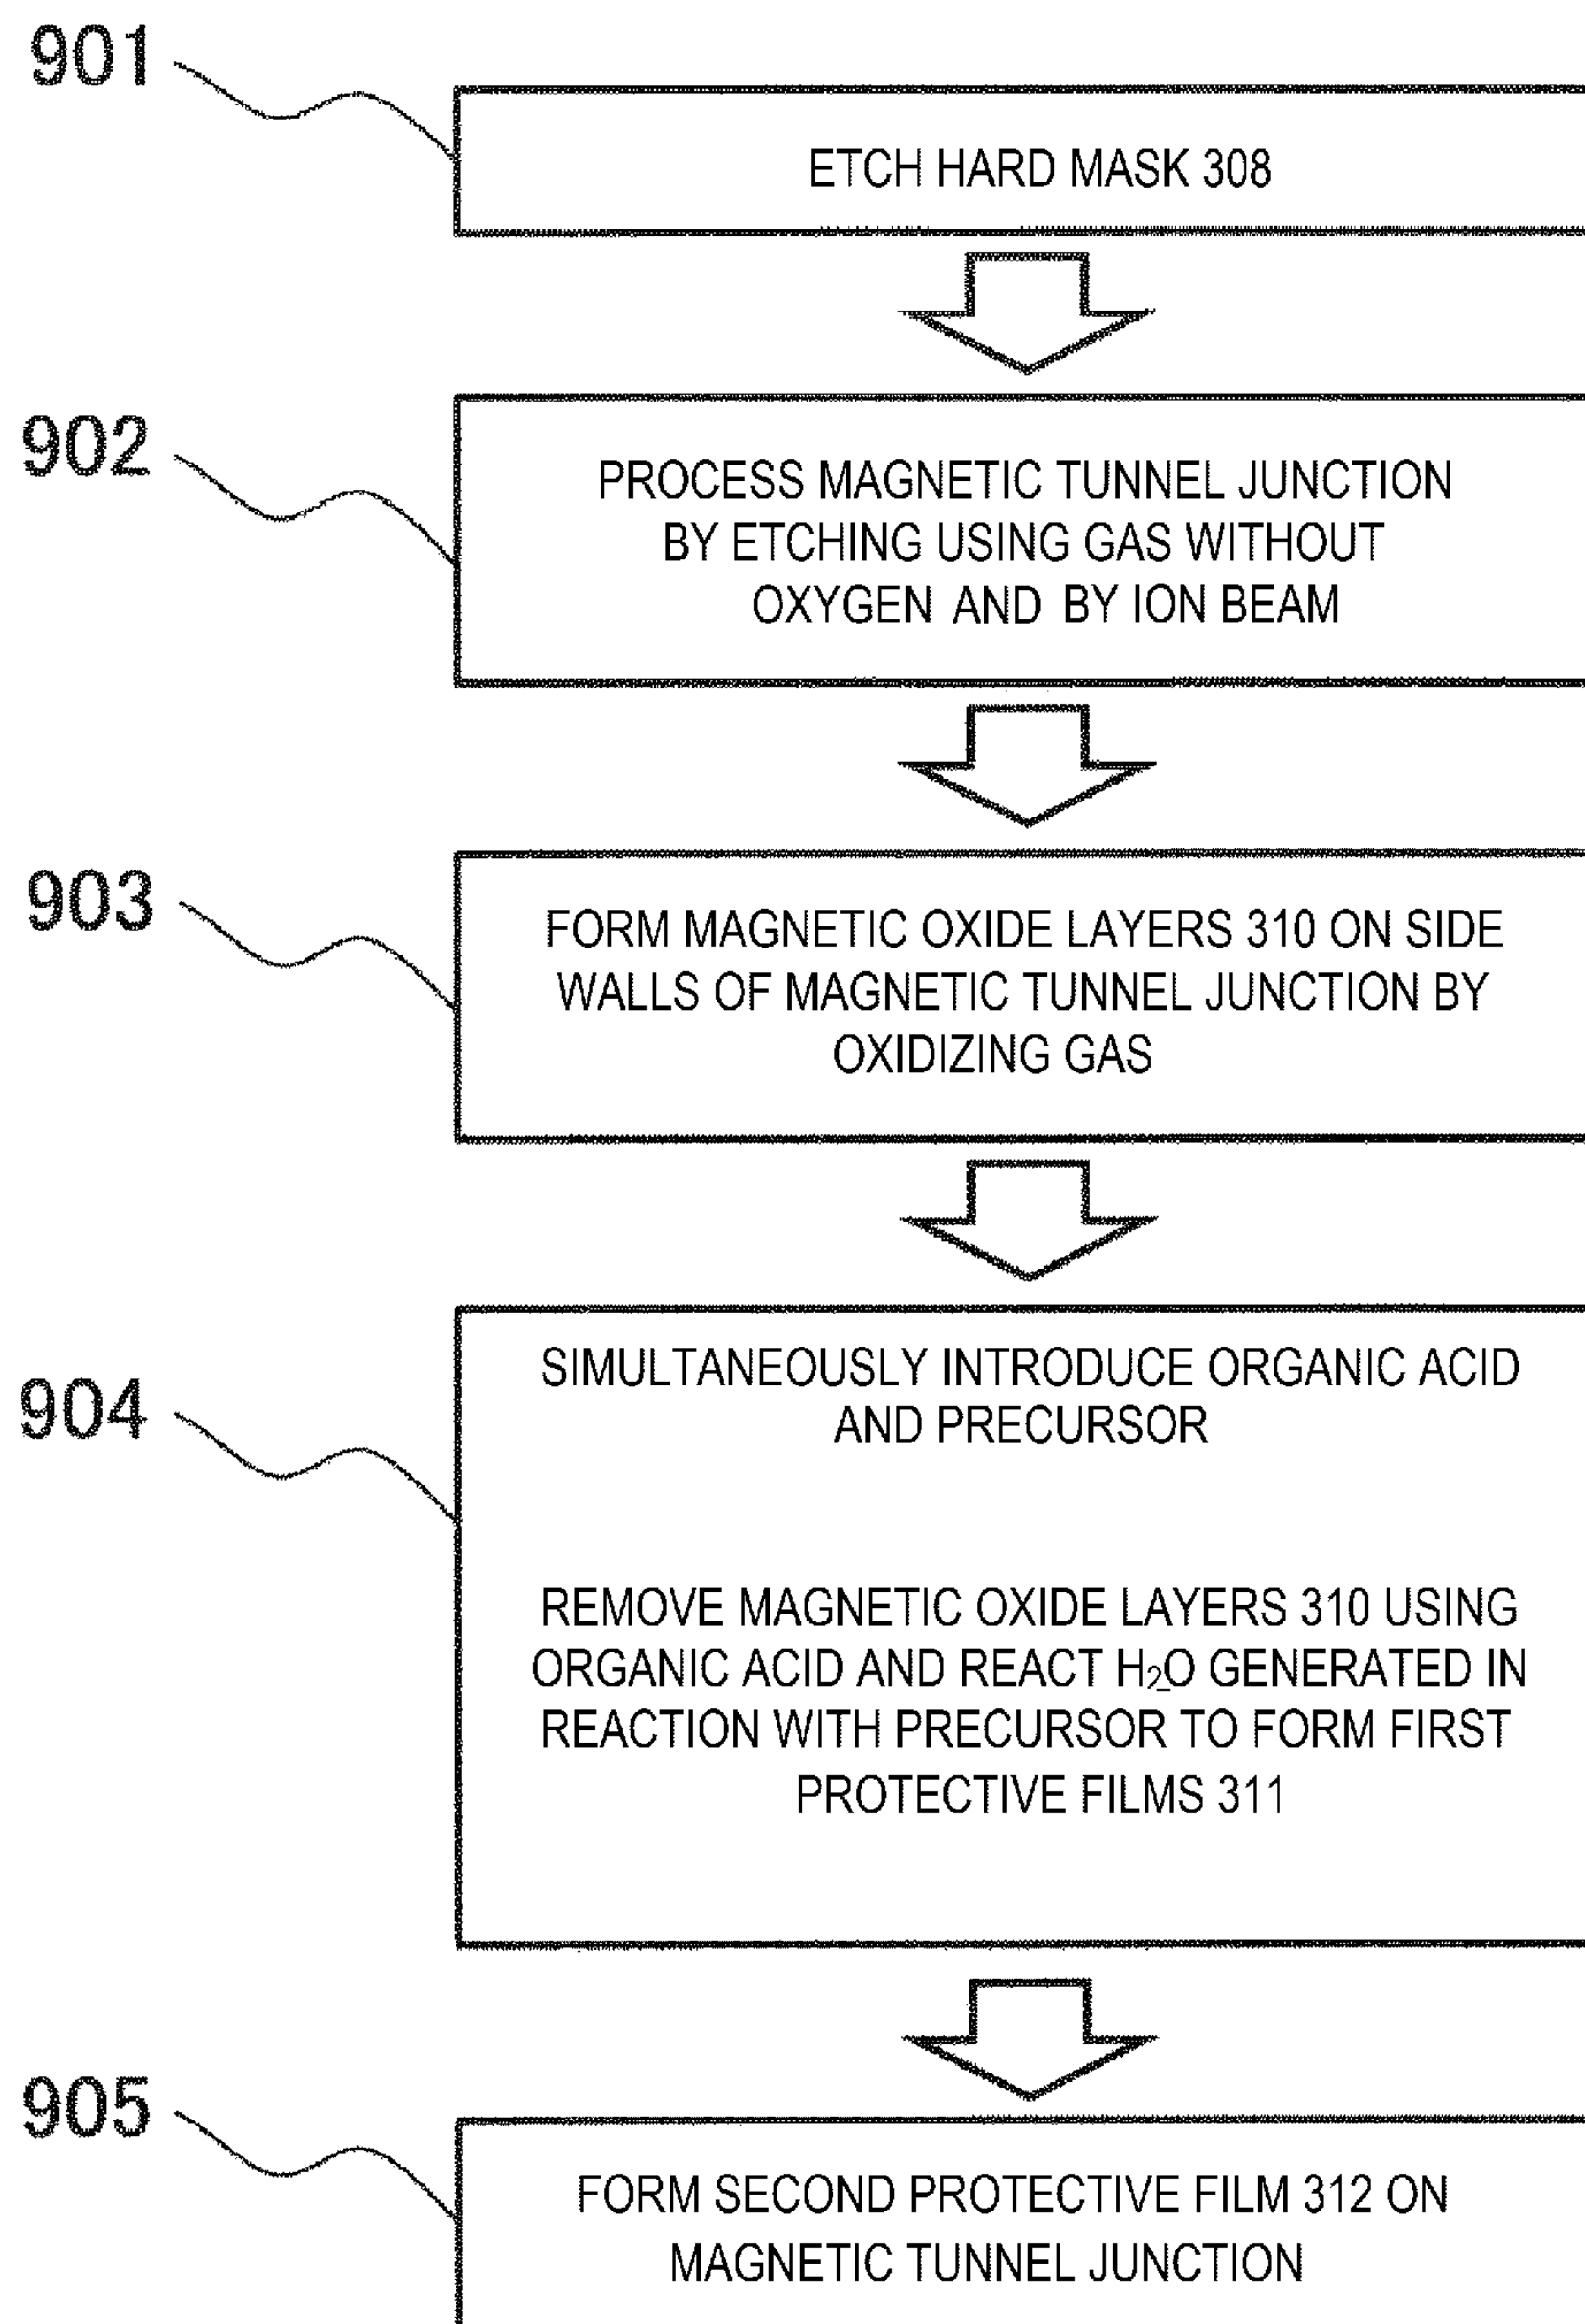 901
ETCH HARD MASK 308
902
PROCESS MAGNETIC TUNNEL JUNCTION
BY ETCHING USING GAS WITHOUT
OXYGEN AND BY ION BEAM
903
FORM MAGNETIC OXIDE LAYERS 310 ON SIDE
WALLS OF MAGNETIC TUNNEL JUNCTION BY
OXIDIZING GAS
904
SIMULTANEOUSLY INTRODUCE ORGANIC ACID
AND PRECURSOR
REMOVE MAGNETIC OXIDE LAYERS 310 USING
ORGANIC ACID AND REACT H₂O GENERATED IN
REACTION WITH PRECURSOR TO FORM FIRST
PROTECTIVE FILMS 311
905
FORM SECOND PROTECTIVE FILM 312 ON
MAGNETIC TUNNEL JUNCTION